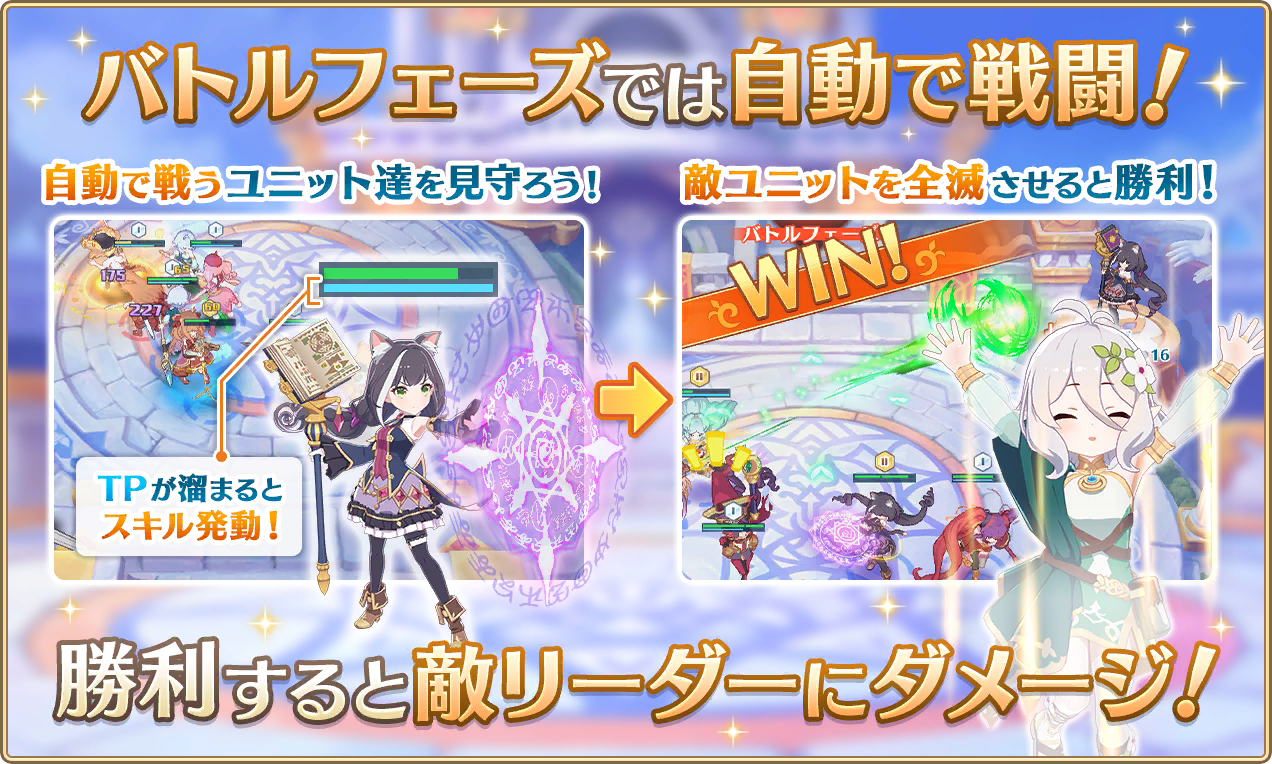 バトルフェーズでは自動で戦闘！
自動で戦うユニット達を見守ろう！
敵ユニットを全滅させると勝利！
175
65
227
60
TPが溜まると
スキル発動！
バトルフェーズ
WIN!
16
勝利すると敵リーダーにダメージ！